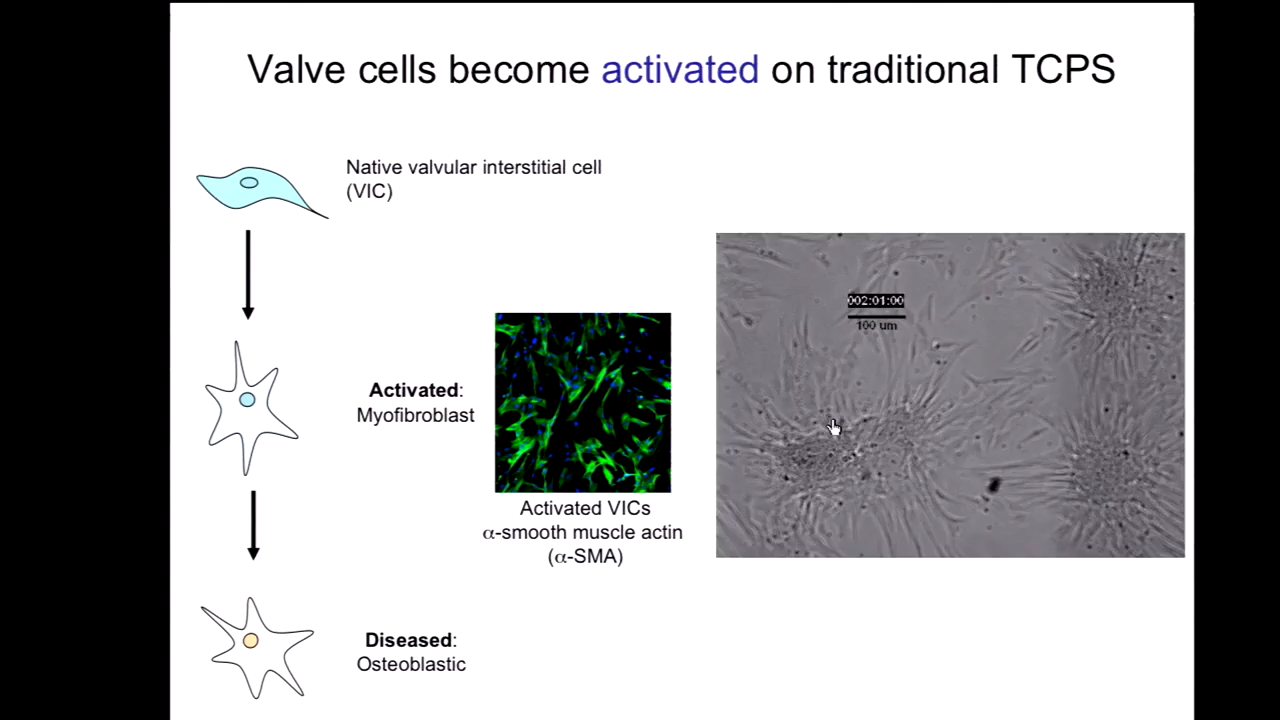 Valve cells become activated on traditional TCPS
Native valvular interstitial cell
(VIC)
002:01:00
100 um
Activated:
Myofibroblast
Activated VICs
α-smooth muscle actin
(α-SMA)
Diseased:
Osteoblastic